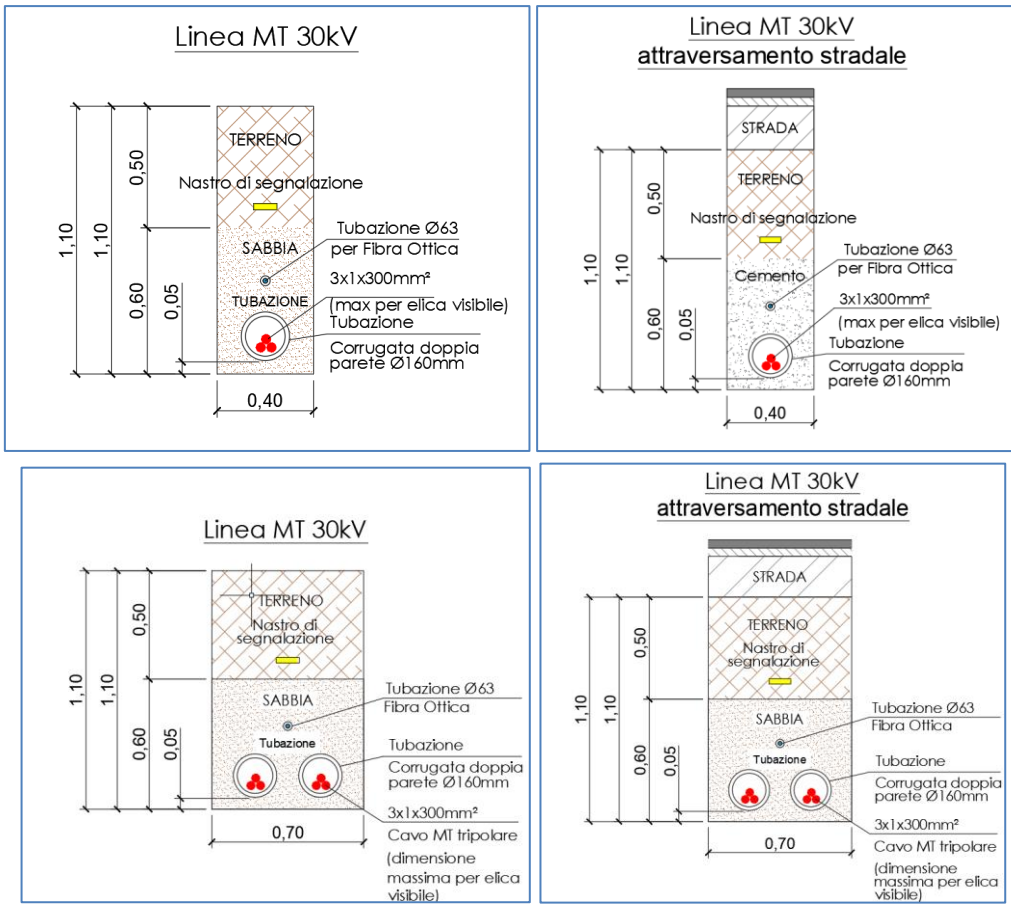 Linea MT 30kV
TERRENO
Nastro di segnalazione
SABBIA
TUBAZIONE
Tubazione Ø63
per Fibra Ottica
3x1x300mm²
(max per elica visibile)
Tubazione
Corrugata doppia
parete Ø160mm
1,10
1,10
0,50
0,60
0,05
0,40
Linea MT 30kV
attraversamento stradale
STRADA
TERRENO
Nastro di segnalazione
Cemento
Tubazione Ø63
per Fibra Ottica
3x1x300mm²
(max per elica visibile)
Tubazione
Corrugata doppia
parete Ø160mm
1,10
1,10
0,50
0,60
0,05
0,40
Linea MT 30kV
TERRENO
Nastro di
segnalazione
SABBIA
Tubazione
Tubazione Ø63
Fibra Ottica
Tubazione
Corrugata doppia
parete Ø160mm
3x1x300mm²
Cavo MT tripolare
(dimensione
massima per elica
visibile)
1,10
1,10
0,50
0,60
0,05
0,70
Linea MT 30kV
attraversamento stradale
STRADA
TERRENO
Nastro di
segnalazione
SABBIA
Tubazione
Tubazione Ø63
Fibra Ottica
Tubazione
Corrugata doppia
parete Ø160mm
3x1x300mm²
Cavo MT tripolare
(dimensione
massima per elica
visibile)
1,10
1,10
0,50
0,60
0,05
0,70